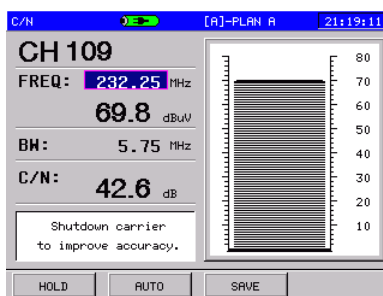 C/N [A]-PLAN A 21:19:11
CH 109
FREQ: 232.25 MHz
69.8 dBuV
BW: 5.75 MHz
C/N: 42.6 dB
Shutdown carrier
to improve accuracy.
80
70
60
50
40
30
20
10
HOLD AUTO SAVE